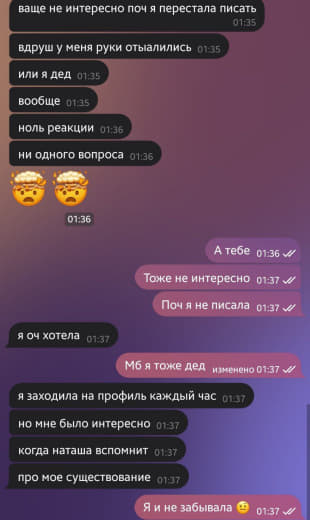 ваще не интересно поч я перестала писать
01:35
вдруш у меня руки отыалились 01:35
или я дед 01:35
вообще 01:35
ноль реакции 01:36
ни одного вопроса 01:36
01:36
А тебе 01:36
Тоже не интересно 01:37
Поч я не писала 01:37
я оч хотела 01:37
Мб я тоже дед изменено 01:37
я заходила на профиль каждый час 01:37
но мне было интересно 01:37
когда наташа вспомнит 01:37
про мое существование 01:37
Я и не забывала 🤨 01:37